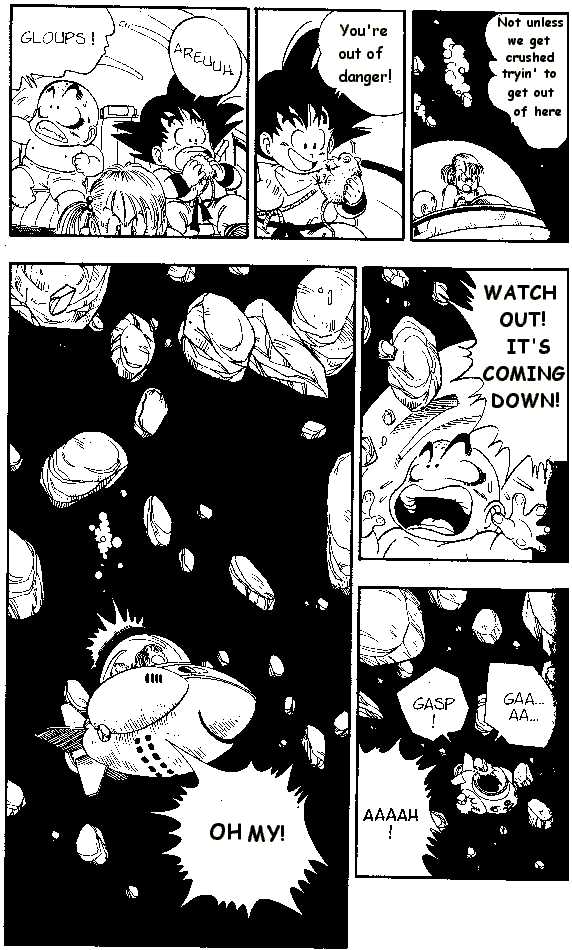 GLOUPS!
AREUUH
You're
out of
danger!
Not unless
we get
crushed
tryin' to
get out
of here
OH MY!
WATCH
OUT!
IT'S
COMING
DOWN!
GASP
!
GAA...
AA...
AAAAH
!